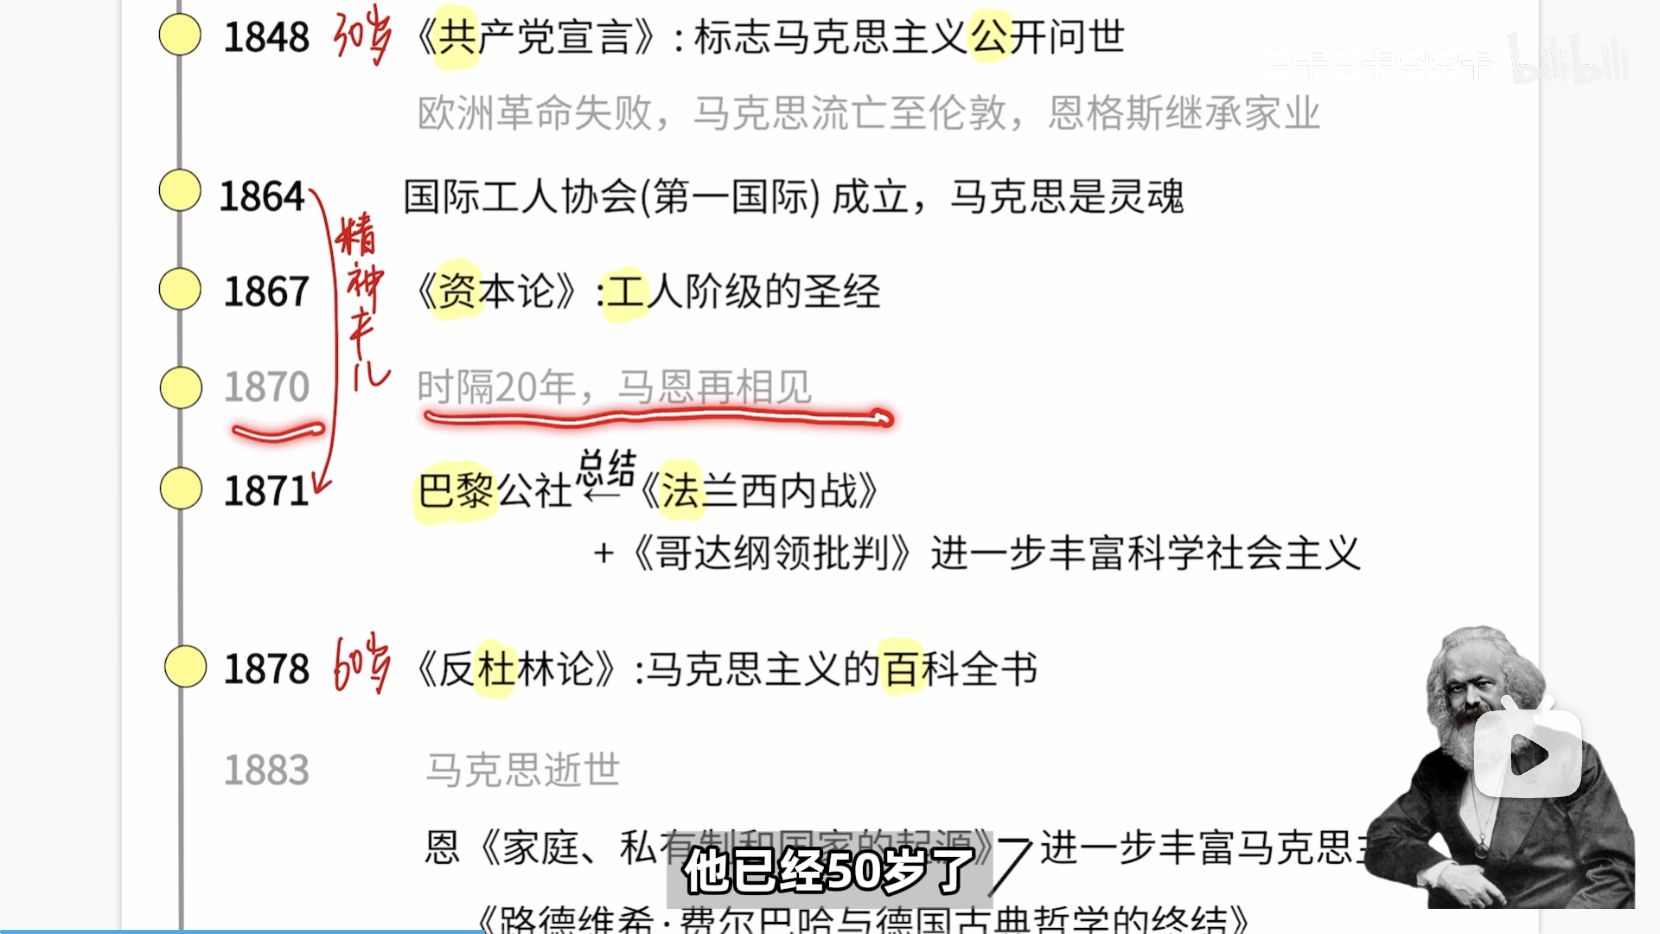 1848 30岁 《共产党宣言》: 标志马克思主义公开问世
bilibili
欧洲革命失败，马克思流亡至伦敦，恩格斯继承家业
1864 国际工人协会(第一国际) 成立，马克思是灵魂
精神卡儿
1867 《资本论》:工人阶级的圣经
1870 时隔20年，马恩再相见
总结
1871 巴黎公社←《法兰西内战》
+《哥达纲领批判》进一步丰富科学社会主义
1878 60岁 《反杜林论》:马克思主义的百科全书
1883 马克思逝世
恩《家庭、私有制和国家的起源》 进一步丰富马克思主
他已经50岁了
《路德维希·费尔巴哈与德国古典哲学的终结》